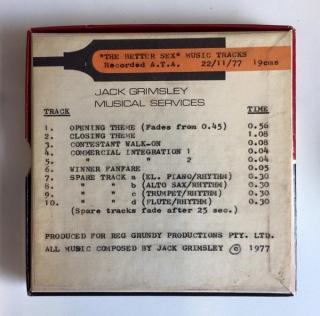 "THE BETTER SEX" MUSIC TRACKS
Recorded A.T.A. 22/11/77 19cms
JACK GRIMSLEY
MUSICAL SERVICES
TRACK TIME
1. OPENING THEME (Fades from 0.45) 0.56
2. CLOSING THEME 1.08
3. CONTESTANT WALK-ON 0.08
4. COMMERCIAL INTEGRATION 1 0.04
5. " " 2 0.04
6. WINNER FANFARE 0.05
7. SPARE TRACK a (EL. PIANO/RHYTHM) 0.30
8. " " b (ALTO SAX/RHYTHM) 0.30
9. " " c (TRUMPET/RHYTHM) 0.30
10. " " d (FLUTE/RHYTHM) 0.30
(Spare tracks fade after 25 sec.)
PRODUCED FOR REG GRUNDY PRODUCTIONS PTY. LTD.
ALL MUSIC COMPOSED BY JACK GRIMSLEY © 1977